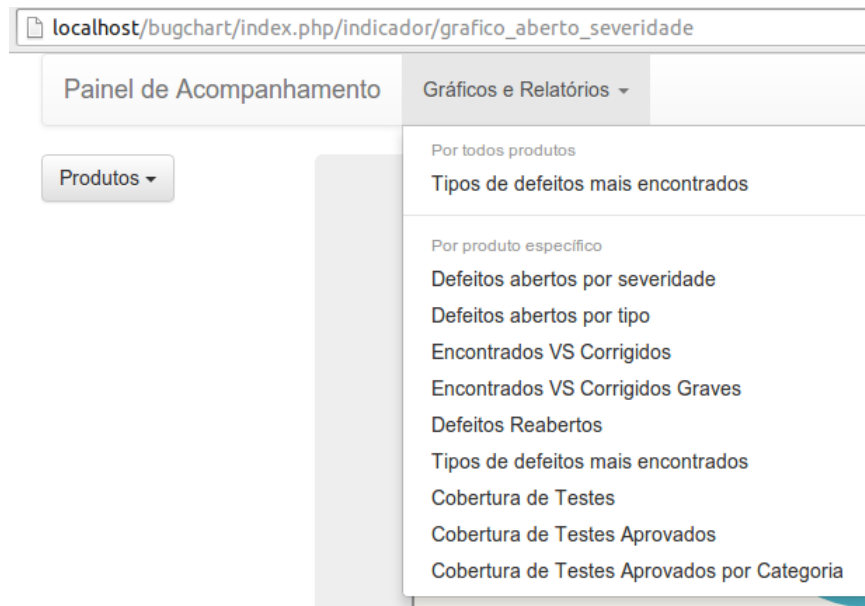 localhost/bugchart/index.php/indicador/grafico_aberto_severidade
Painel de Acompanhamento Gráficos e Relatórios
Produtos
Por todos produtos
Tipos de defeitos mais encontrados
Por produto específico
Defeitos abertos por severidade
Defeitos abertos por tipo
Encontrados VS Corrigidos
Encontrados VS Corrigidos Graves
Defeitos Reabertos
Tipos de defeitos mais encontrados
Cobertura de Testes
Cobertura de Testes Aprovados
Cobertura de Testes Aprovados por Categoria